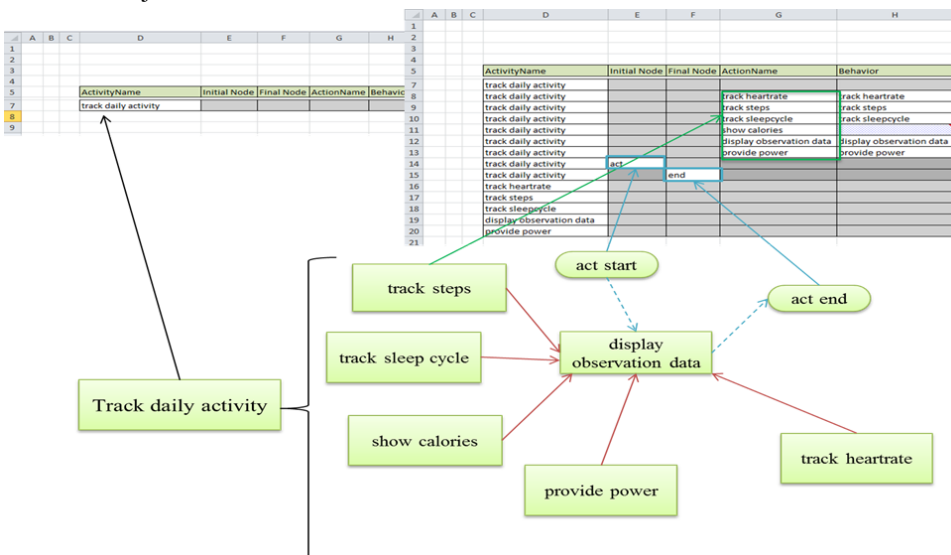 A B C D E F G H
1
2
3
4
5 ActivityName Initial Node Final Node ActionName Behavio
7 track daily activity
8
9
A B C D E F G H
1
2
3
4
5 ActivityName Initial Node Final Node ActionName Behavior
7 track daily activity
8 track daily activity track heartrate track heartrate
9 track daily activity track steps track steps
10 track daily activity track sleepcycle track sleepcycle
11 track daily activity show calories
12 track daily activity display observation data display observation data
13 track daily activity provide power provide power
14 track daily activity act
15 track daily activity end
16 track heartrate
17 track steps
18 track sleepcycle
19 display observation data
20 provide power
21
act start
track steps
act end
display
observation data
track sleep cycle
Track daily activity
show calories
track heartrate
provide power